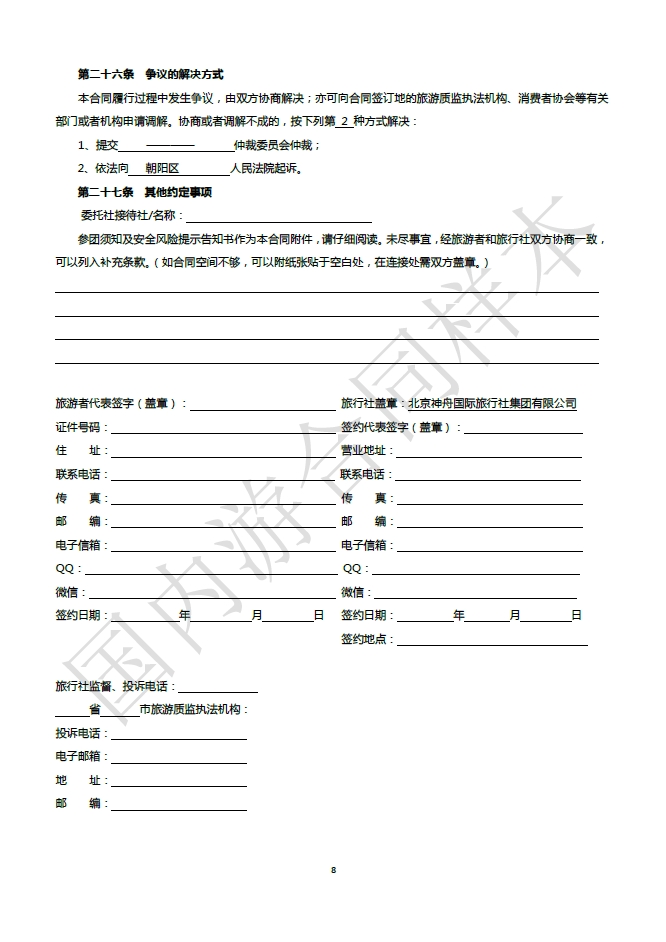 第二十六条 争议的解决方式
本合同履行过程中发生争议，由双方协商解决；亦可向合同签订地的旅游质监执法机构、消费者协会等有关
部门或者机构申请调解。协商或者调解不成的，按下列第 2 种方式解决：
1、提交 ———— 仲裁委员会仲裁；
2、依法向 朝阳区 人民法院起诉。
第二十七条 其他约定事项
委托社接待社/名称：
参团须知及安全风险提示告知书作为本合同附件，请仔细阅读。未尽事宜，经旅游者和旅行社双方协商一致，
可以列入补充条款。（如合同空间不够，可以附纸张贴于空白处，在连接处需双方盖章。）
旅游者代表签字（盖章）： 旅行社盖章：北京神舟国际旅行社集团有限公司
证件号码： 签约代表签字（盖章）：
住 址： 营业地址：
联系电话： 联系电话：
传 真： 传 真：
邮 编： 邮 编：
电子信箱： 电子信箱：
QQ： QQ：
微信： 微信：
签约日期： 年 月 日 签约日期： 年 月 日
签约地点：
旅行社监督、投诉电话：
省 市旅游质监执法机构：
投诉电话：
电子邮箱：
地 址：
邮 编：
8
国内游合同样本